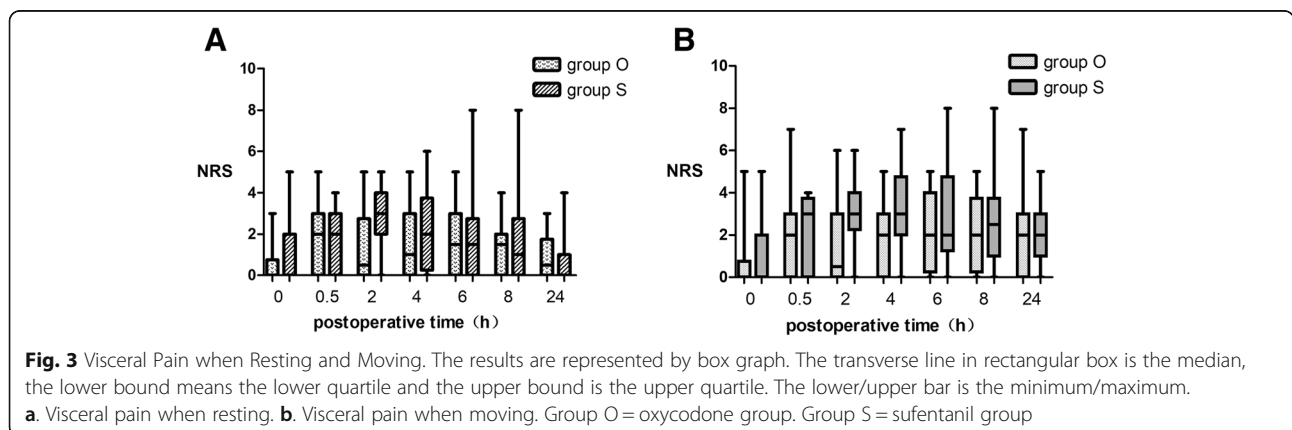 A
10
8
6
4
2
0
NRS
group O
group S
0 0.5 2 4 6 8 24
postoperative time（h）
B
10
8
6
4
2
0
NRS
group O
group S
0 0.5 2 4 6 8 24
postoperative time（h）
Fig. 3 Visceral Pain when Resting and Moving. The results are represented by box graph. The transverse line in rectangular box is the median,
the lower bound means the lower quartile and the upper bound is the upper quartile. The lower/upper bar is the minimum/maximum.
a. Visceral pain when resting. b. Visceral pain when moving. Group O = oxycodone group. Group S = sufentanil group